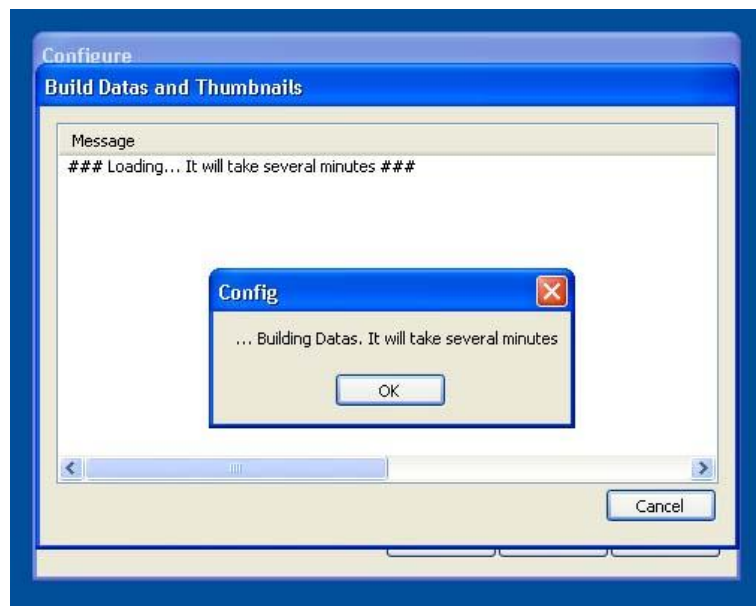 Configure
Build Datas and Thumbnails
Message
### Loading... It will take several minutes ###
Config
... Building Datas. It will take several minutes
OK
Cancel